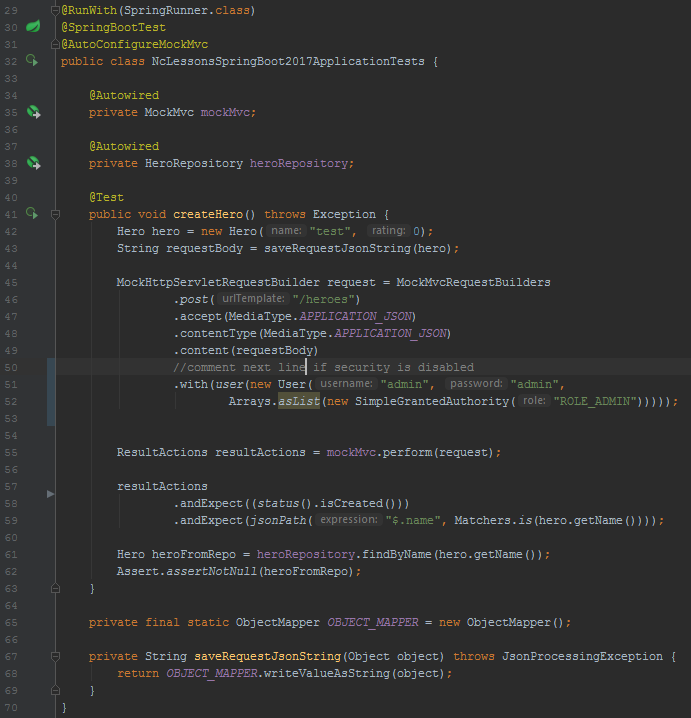 29 @RunWith(SpringRunner.class)
30 @SpringBootTest
31 @AutoConfigureMockMvc
32 public class NcLessonsSpringBoot2017ApplicationTests {
33
34 @Autowired
35 private MockMvc mockMvc;
36
37 @Autowired
38 private HeroRepository heroRepository;
39
40 @Test
41 public void createHero() throws Exception {
42 Hero hero = new Hero( name: "test", rating: 0);
43 String requestBody = saveRequestJsonString(hero);
44
45 MockHttpServletRequestBuilder request = MockMvcRequestBuilders
46 .post( urlTemplate: "/heroes")
47 .accept(MediaType.APPLICATION_JSON)
48 .contentType(MediaType.APPLICATION_JSON)
49 .content(requestBody)
50 //comment next line if security is disabled
51 .with(user(new User( username: "admin", password: "admin",
52 Arrays.asList(new SimpleGrantedAuthority( role: "ROLE_ADMIN")))));
53
54
55 ResultActions resultActions = mockMvc.perform(request);
56
57 resultActions
58 .andExpect((status().isCreated()))
59 .andExpect(jsonPath( expression: "$.name", Matchers.is(hero.getName())));
60
61 Hero heroFromRepo = heroRepository.findByName(hero.getName());
62 Assert.assertNotNull(heroFromRepo);
63 }
64
65 private final static ObjectMapper OBJECT_MAPPER = new ObjectMapper();
66
67 private String saveRequestJsonString(Object object) throws JsonProcessingException {
68 return OBJECT_MAPPER.writeValueAsString(object);
69 }
70 }